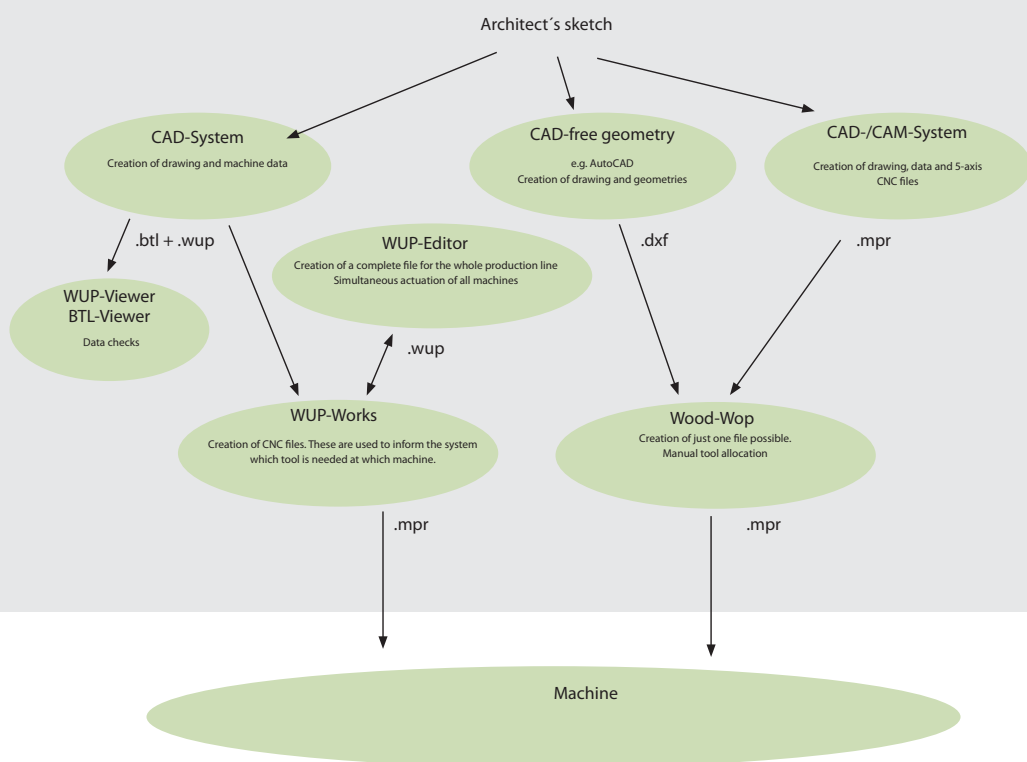 Architect´s sketch
CAD-System
Creation of drawing and machine data
CAD-free geometry
e.g. AutoCAD
Creation of drawing and geometries
CAD-/CAM-System
Creation of drawing, data and 5-axis
CNC files
.btl + .wup
WUP-Editor
Creation of a complete file for the whole production line
Simultaneous actuation of all machines
.dxf
.mpr
WUP-Viewer
BTL-Viewer
Data checks
.wup
WUP-Works
Creation of CNC files. These are used to inform the system
which tool is needed at which machine.
Wood-Wop
Creation of just one file possible.
Manual tool allocation
.mpr
.mpr
Machine